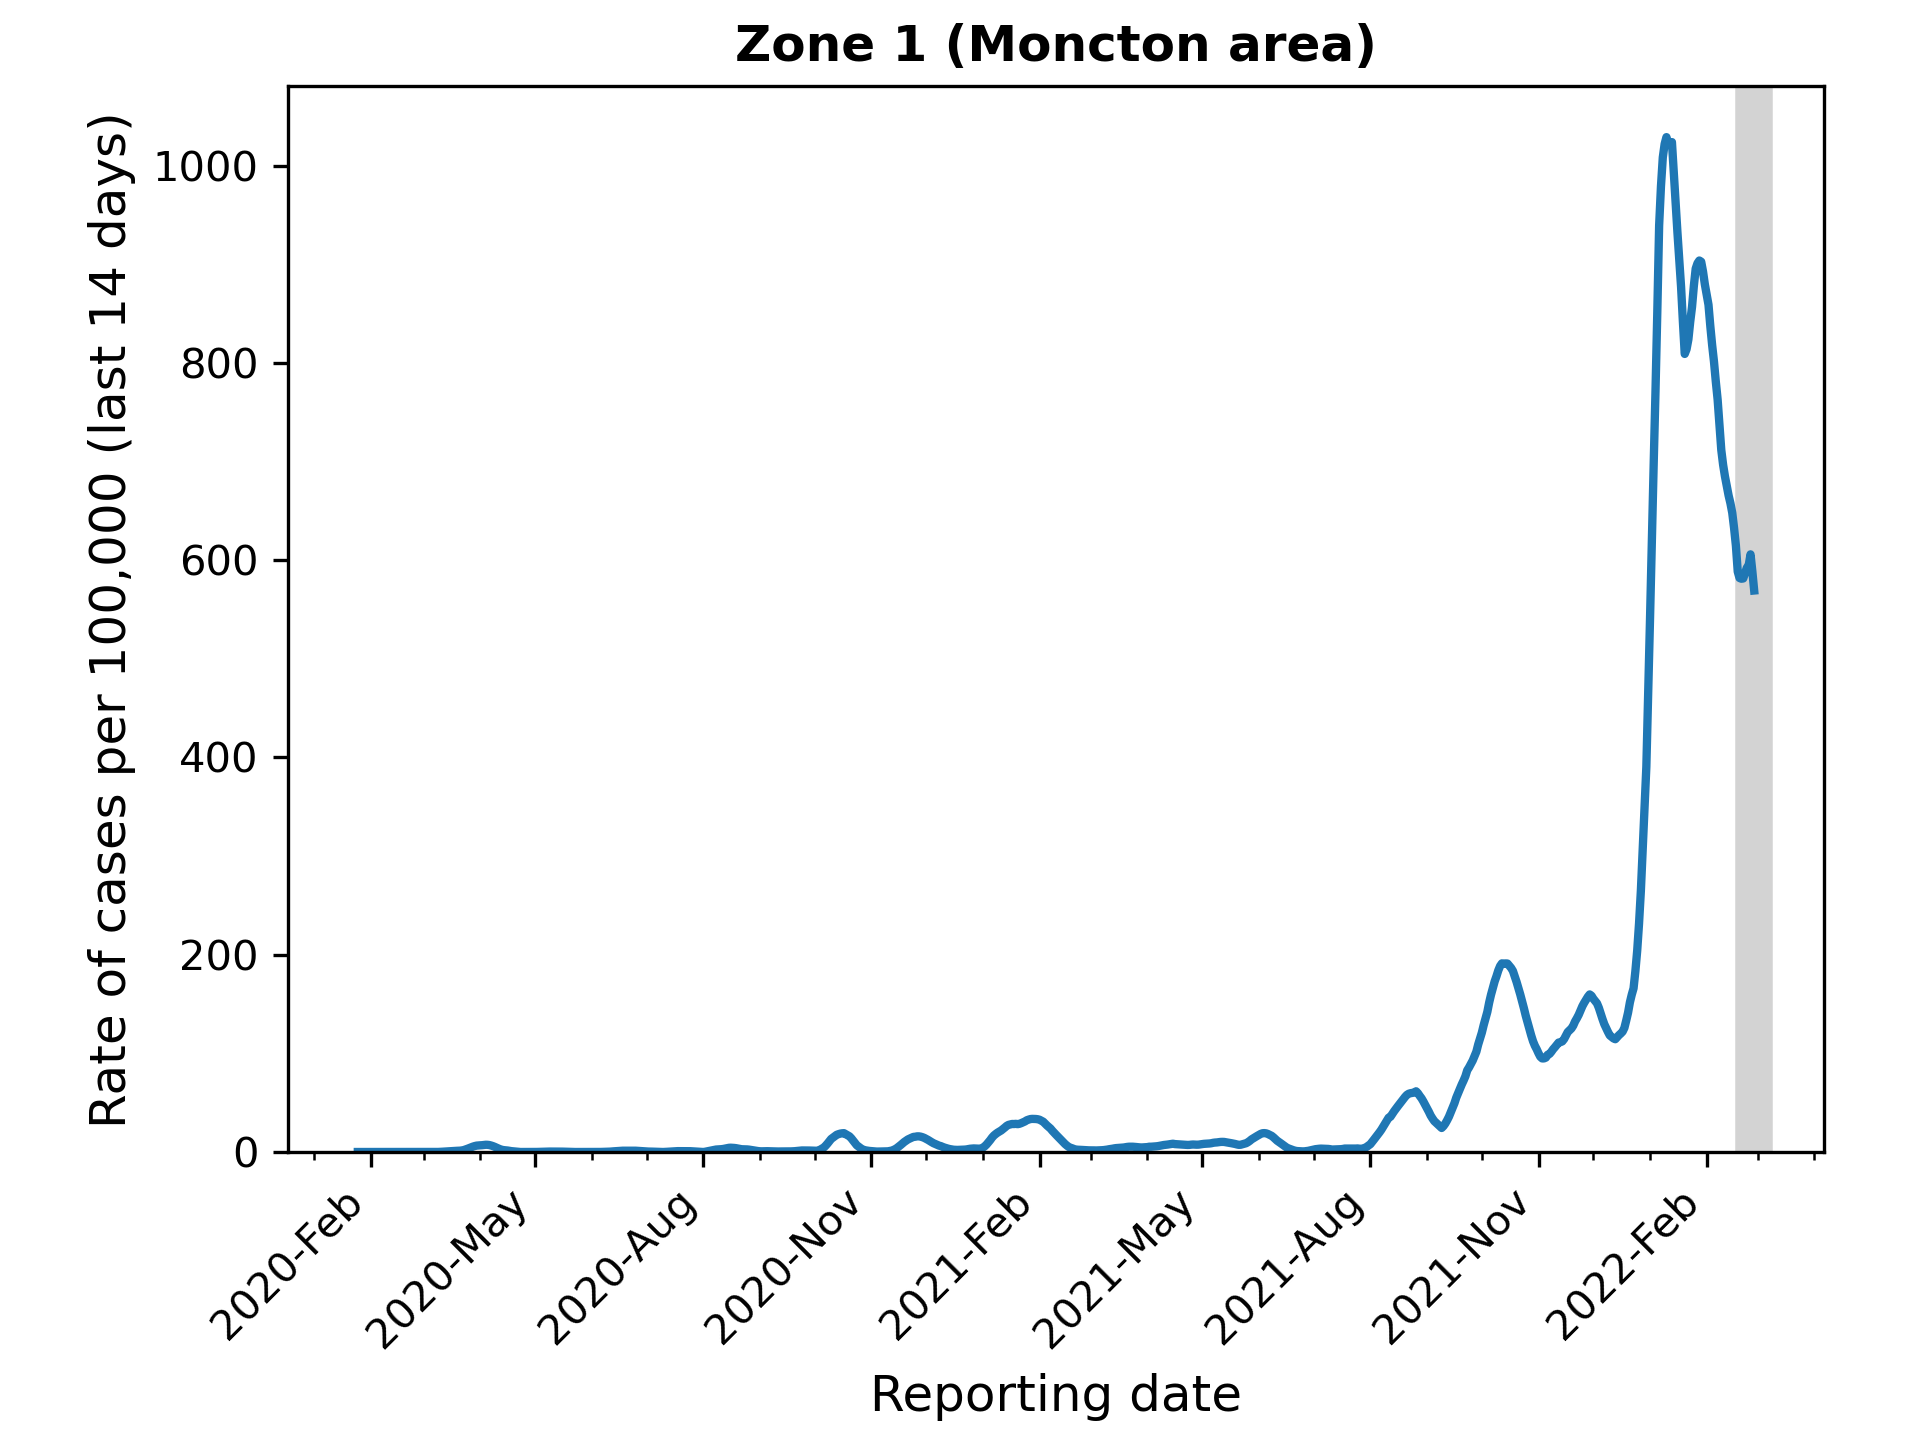 Zone 1 (Moncton area)
Rate of cases per 100,000 (last 14 days)
1000
800
600
400
200
0
2020-Feb
2020-May
2020-Aug
2020-Nov
2021-Feb
2021-May
2021-Aug
2021-Nov
2022-Feb
Reporting date